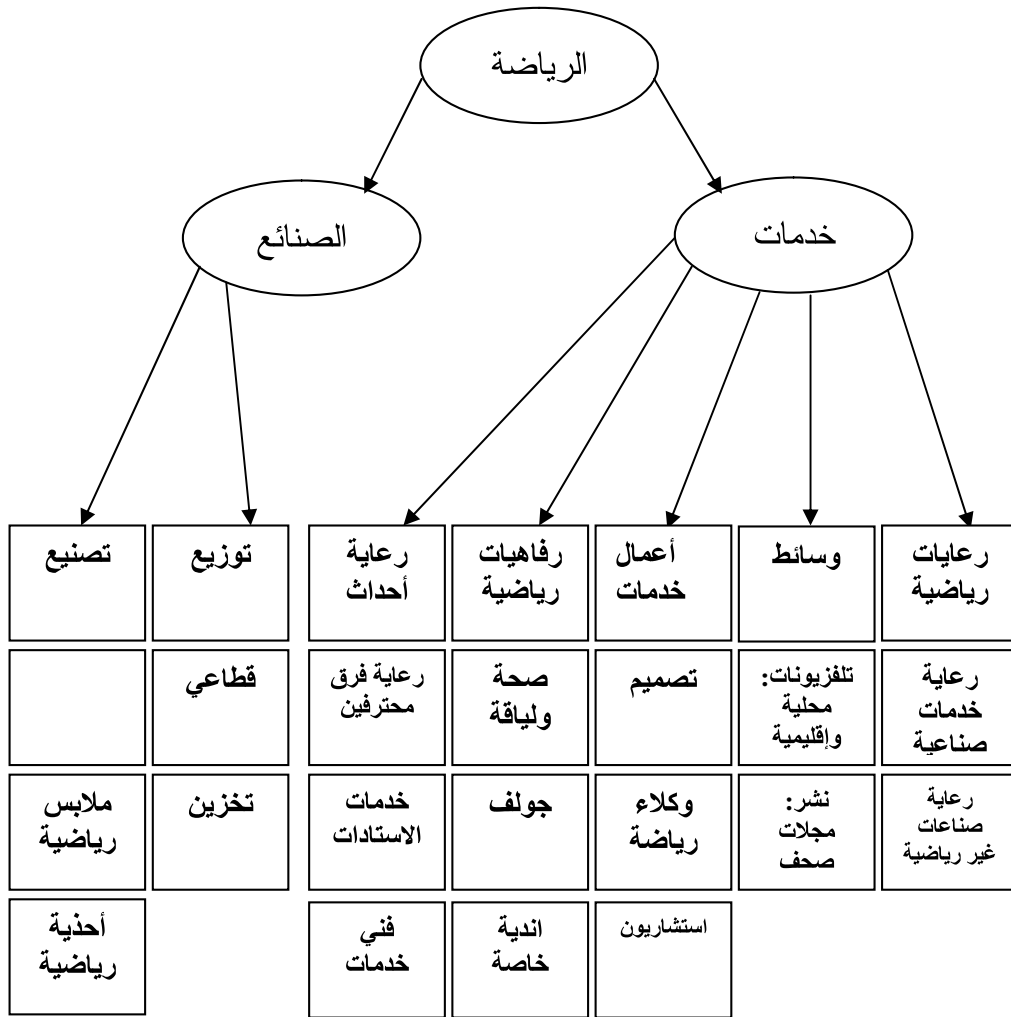 الرياضة
خدمات
الصنائع
رعايات
رياضية
وسائط
أعمال
خدمات
رفاهيات
رياضية
رعاية
أحداث
توزيع
تصنيع
رعاية
خدمات
صناعية
تلفزيونات:
محلية
وإقليمية
تصميم
صحة
ولياقة
رعاية فرق
محترفين
قطاعي
رعاية
صناعات
غير رياضية
نشر:
مجلات
صحف
وكلاء
رياضة
جولف
خدمات
الاستادات
تخزين
ملابس
رياضية
استشاريون
اندية
خاصة
فني
خدمات
أحذية
رياضية